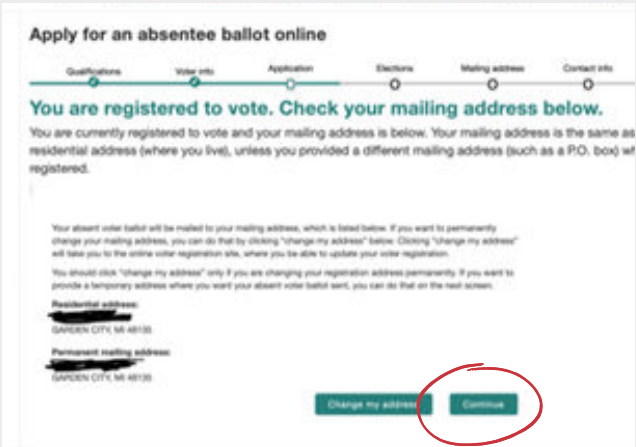 Apply for an absentee ballot online
Qualifications Voter info Application Elections Mailing address Contact info
You are registered to vote. Check your mailing address below.
You are currently registered to vote and your mailing address is below. Your mailing address is the same as
residential address (where you live), unless you provided a different mailing address (such as a P.O. box) wh
registered.
Your absent voter ballot will be mailed to your mailing address, which is listed below. If you want to permanently
change your mailing address, you can do that by clicking "change my address" below. Clicking "change my address"
will take you to the online voter registration site, where you be able to update your voter registration.
You should click "change my address" only if you are changing your registration address permanently. If you want to
provide a temporary address where you want your absent voter ballot sent, you can do that on the next screen.
Residential address:
GARDEN CITY, MI 48135
Permanent mailing address:
GARDEN CITY, MI 48135
Change my address Continue